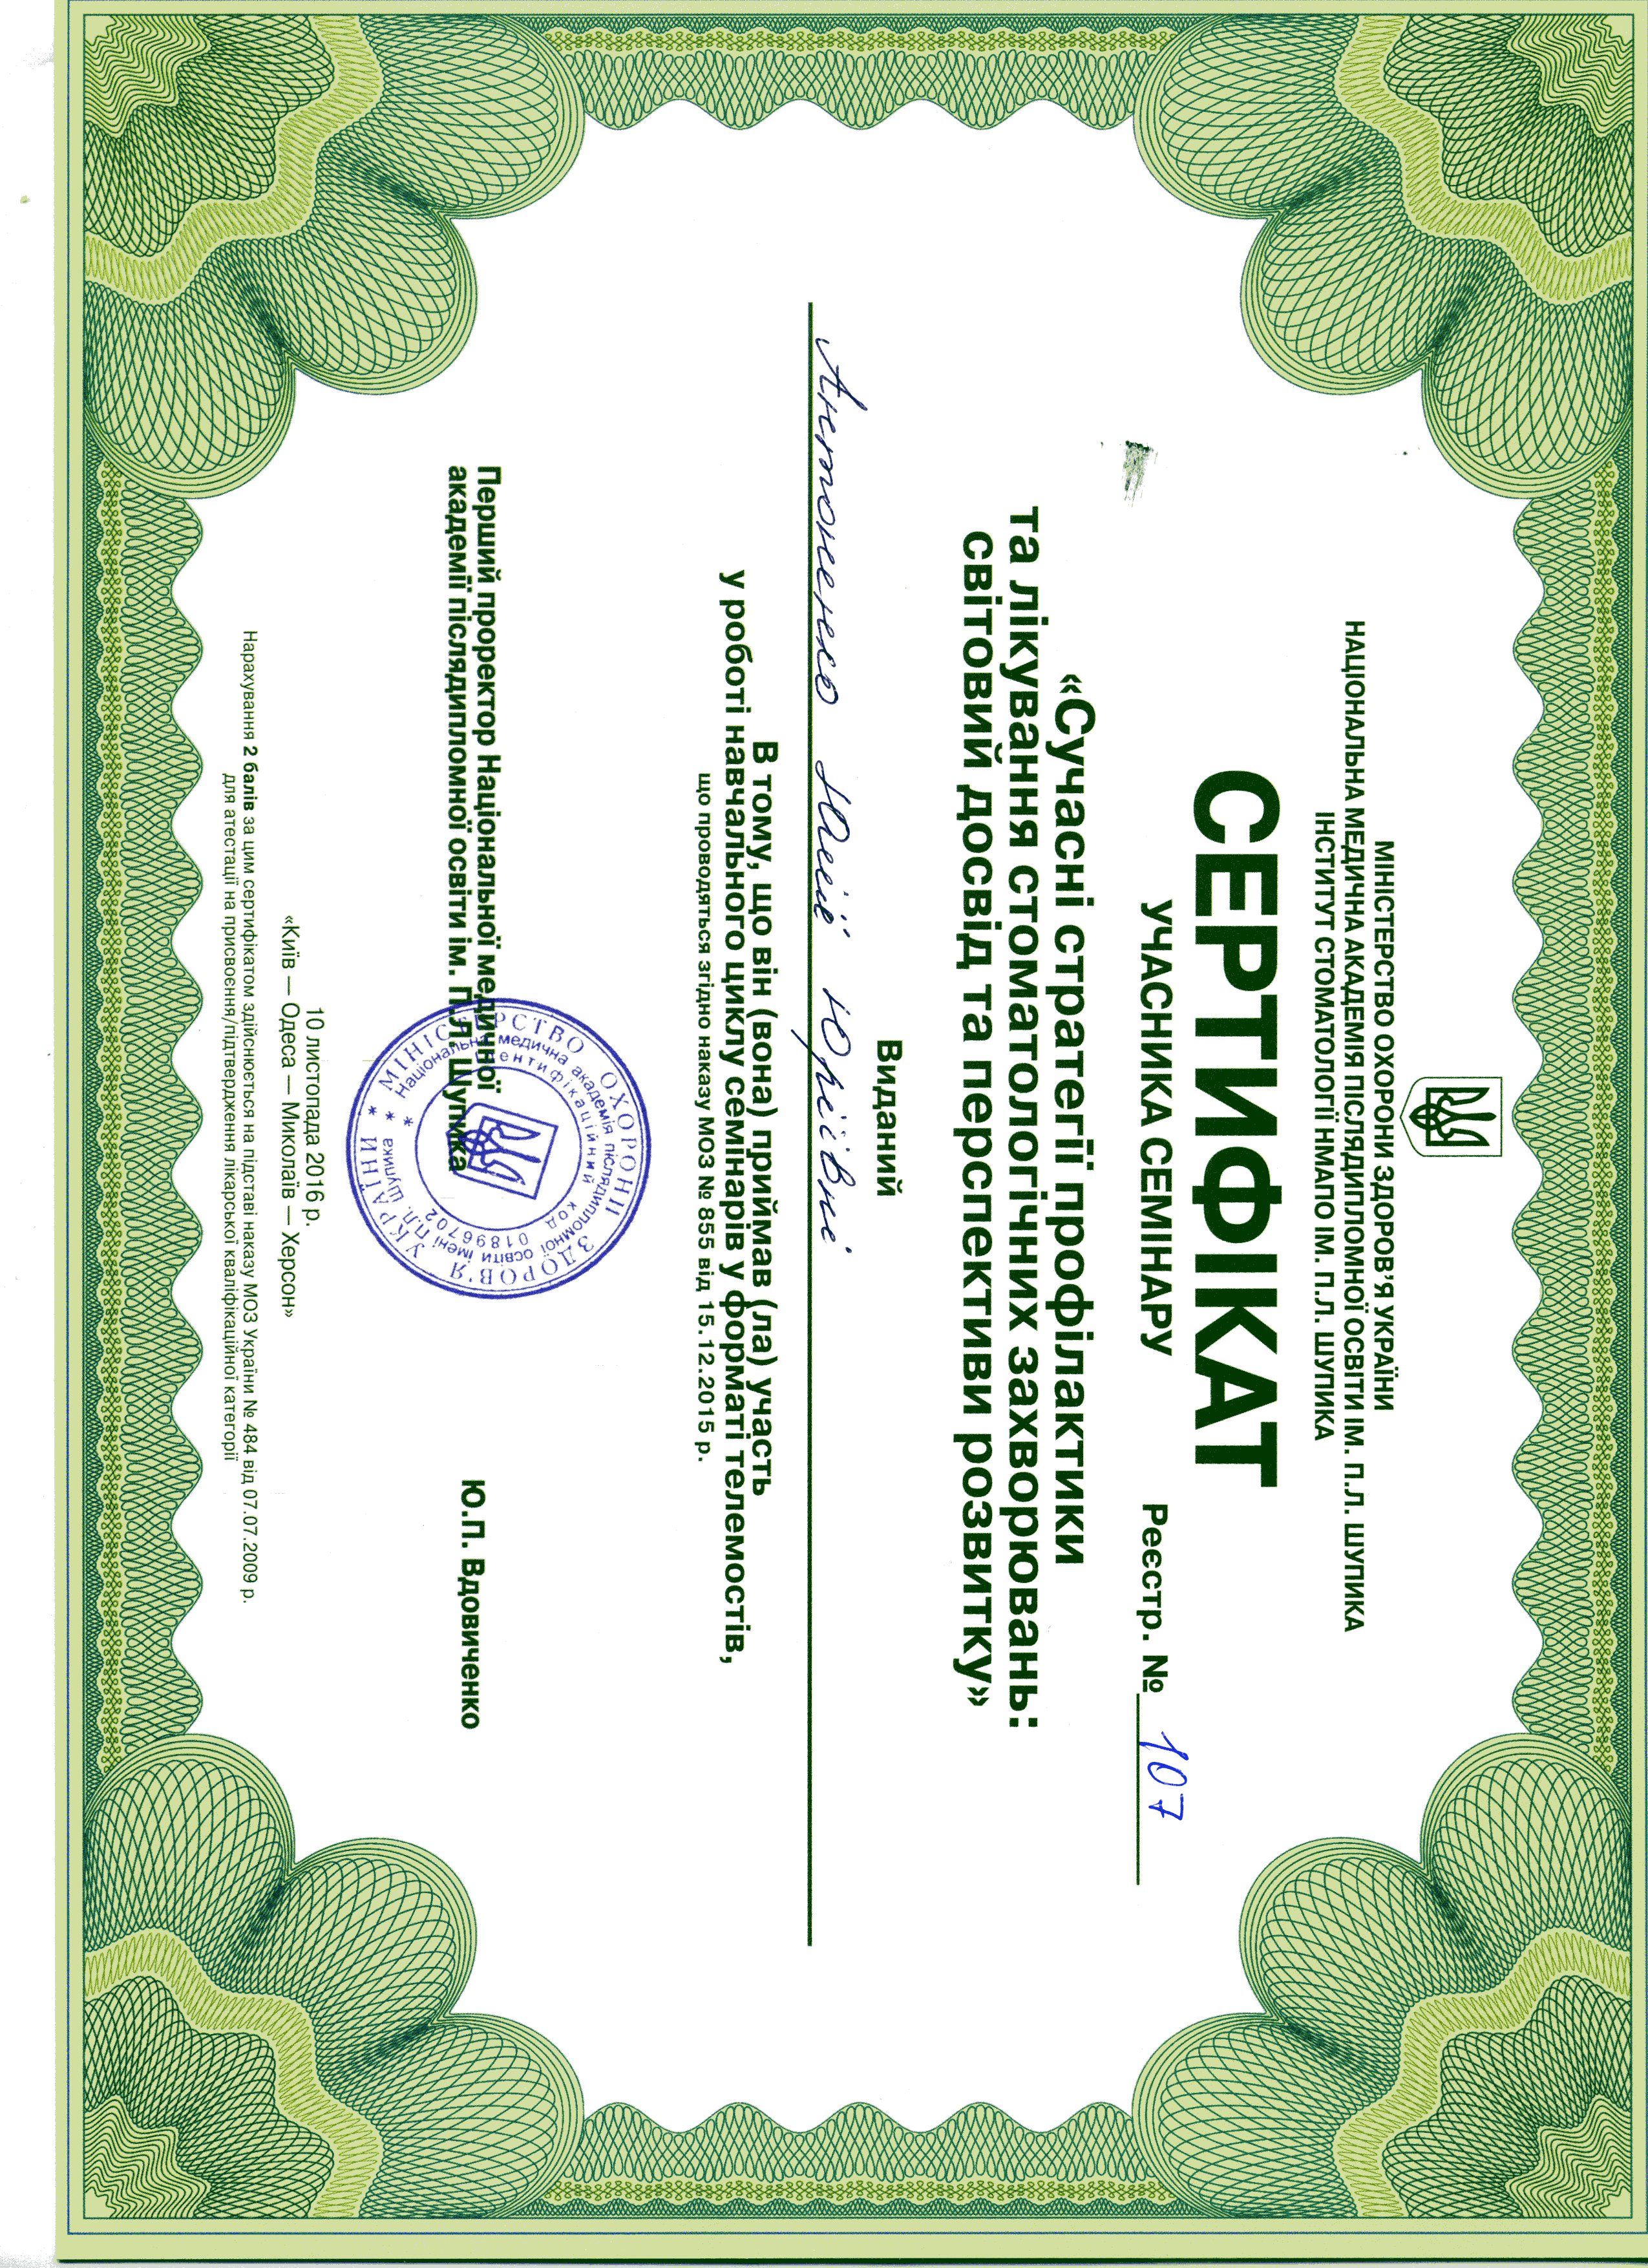 МІНІСТЕРСТВО ОХОРОНИ ЗДОРОВ’Я УКРАЇНИ
НАЦІОНАЛЬНА МЕДИЧНА АКАДЕМІЯ ПІСЛЯДИПЛОМНОЇ ОСВІТИ ІМ. П.Л. ШУПИКА
ІНСТИТУТ СТОМАТОЛОГІЇ НМАПО ІМ. П.Л. ШУПИКА
СЕРТИФІКАТ
УЧАСНИКА СЕМІНАРУ
Реєстр. № 107
«Сучасні стратегії профілактики
та лікування стоматологічних захворювань:
світовий досвід та перспективи розвитку»
Виданий
Антоненко Юлії Юріївні
В тому, що він (вона) приймав (ла) участь
у роботі навчального циклу семінарів у форматі телемостів,
що проводяться згідно наказу МОЗ № 855 від 15.12.2015 р.
МІНІСТЕРСТВО ОХОРОНИ ЗДОРОВ’Я УКРАЇНИ *
Національна медична академія післядипломної освіти імені П.Л. Шупика *
ідентифікаційний код 01896702 *
Перший проректор Національної медичної
академії післядипломної освіти ім. П.Л. Шупика
Ю.П. Вдовиченко
10 листопада 2016 р.
«Київ — Одеса — Миколаїв — Херсон»
Нарахування 2 балів за цим сертифікатом здійснюється на підставі наказу МОЗ України № 484 від 07.07.2009 р.
для атестації на присвоєння/підтвердження лікарської кваліфікаційної категорії